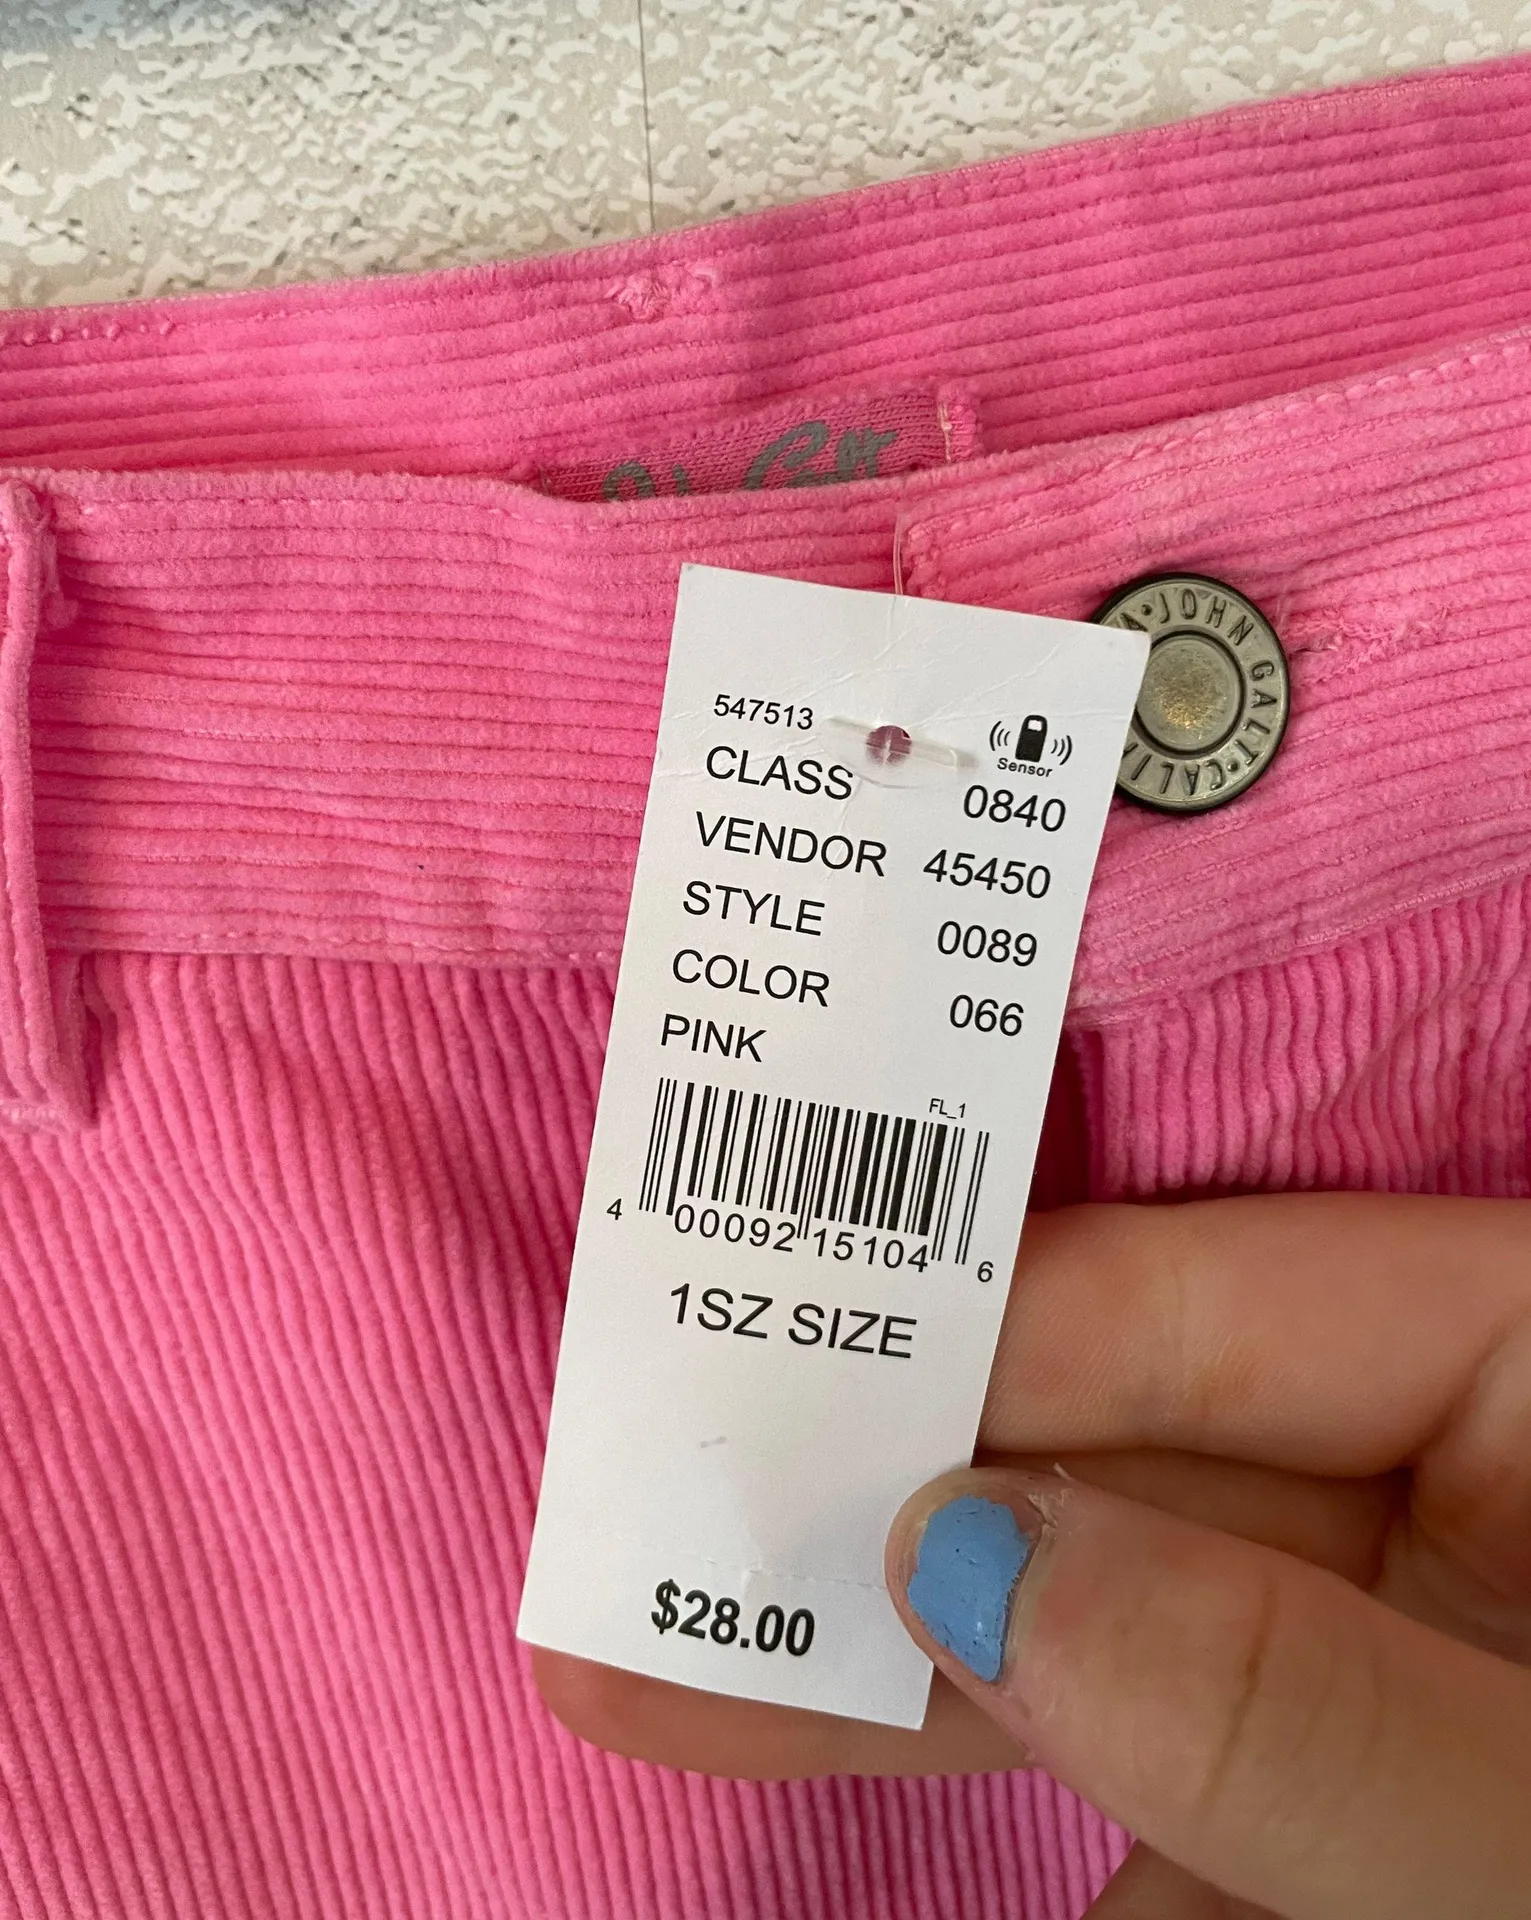 JOHN GALT
547513
Sensor
CLASS 0840
VENDOR 45450
STYLE 0089
COLOR 066
PINK
FL_1
4 00092 15104 6
1SZ SIZE
$28.00